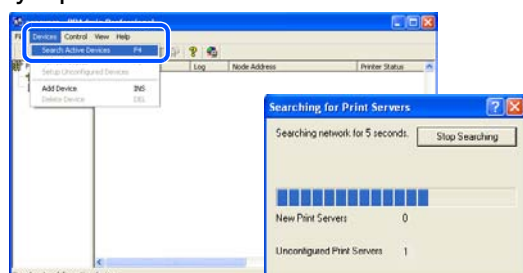 BRAdmin Professional
Devices Control View Help
Search Active Devices F4
Log Node Address Printer Status
Setup Unconfigured Devices
Add Device INS
Delete Device DEL
Searching for Print Servers
Searching network for 5 seconds. Stop Searching
New Print Servers 0
Unconfigured Print Servers 1